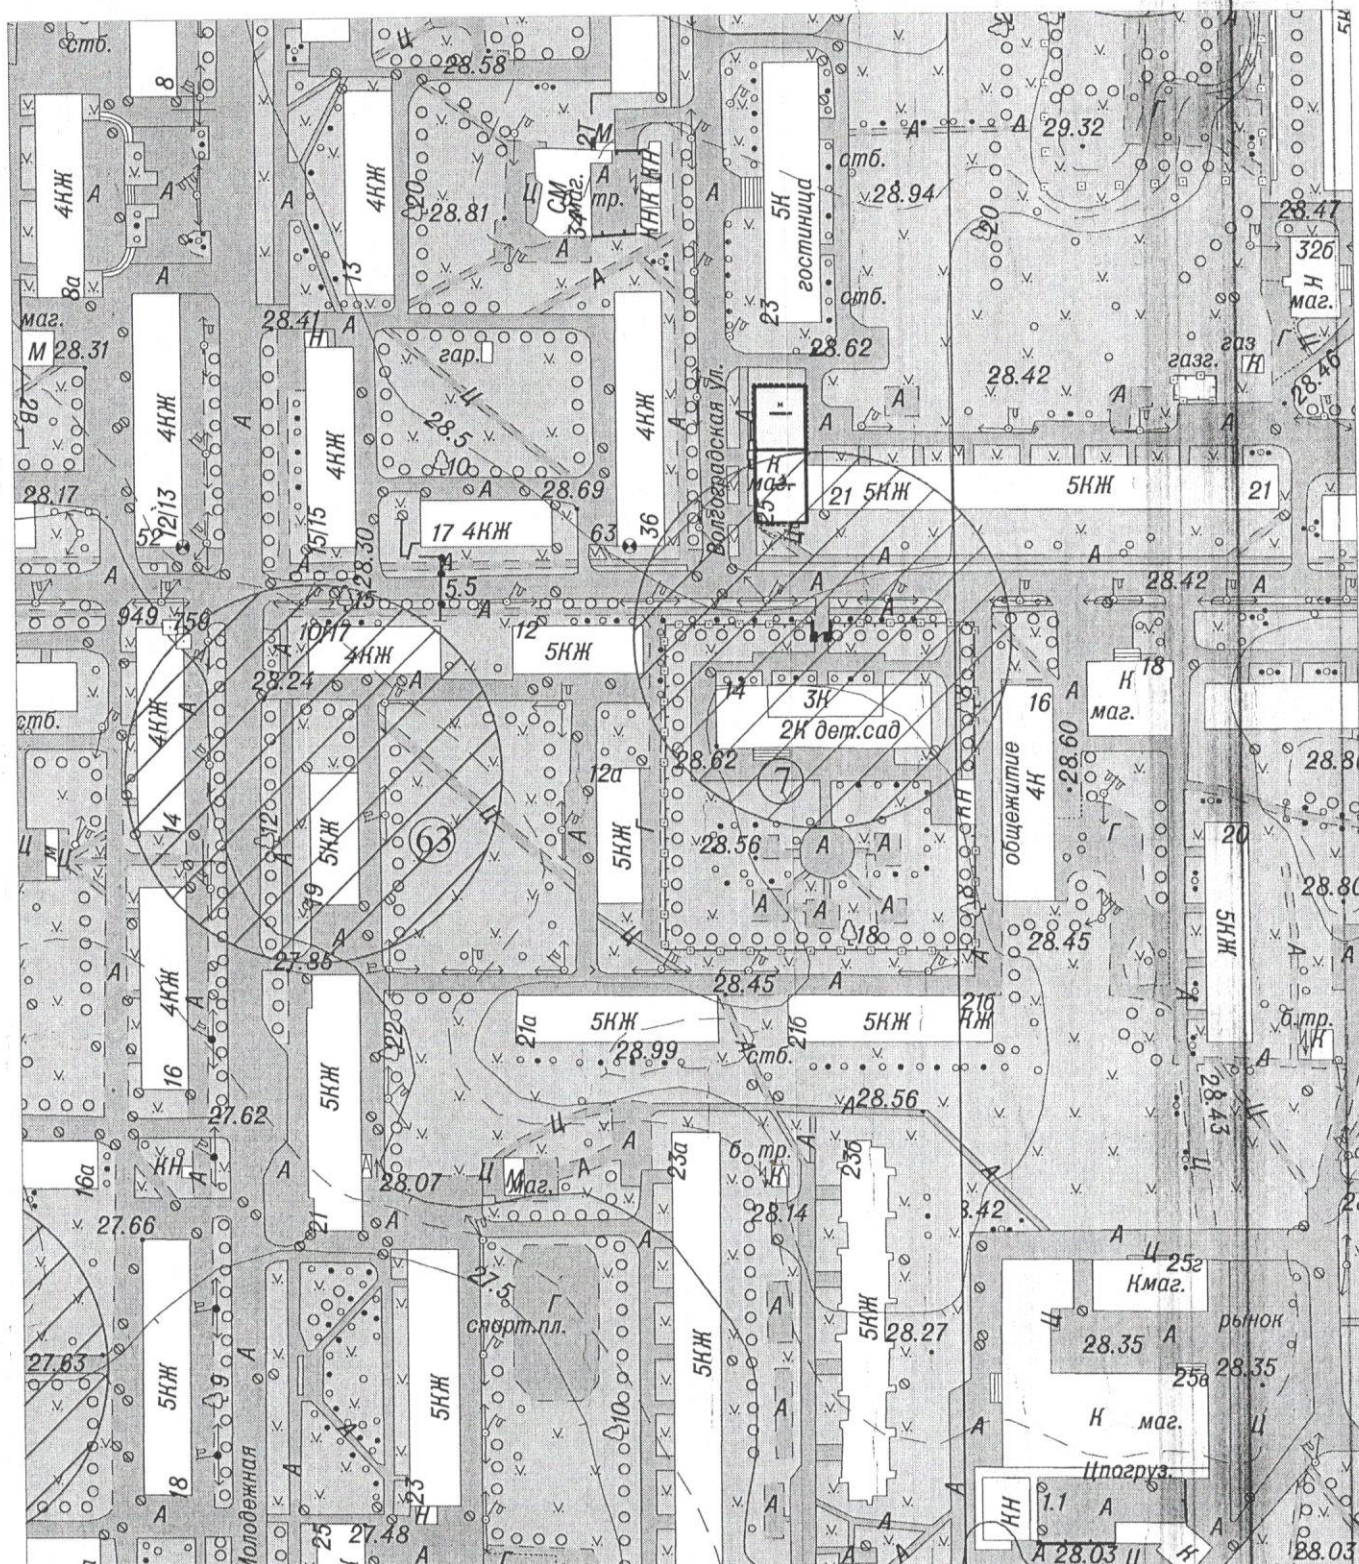 стб.
8
28.58
4КЖ
А
8а
4КЖ
13
20
28.81
Ц
СМ
маг.
34
27
М
А
тр.
КН
КН
5К
гостиница
23
стб.
28.94
стб.
28.62
А
29.32
Г
20
28.47
32б
К
маг.
маг.
М
28.31
28.41
Н
гар.
Ц
28.5
10
28.69
4КЖ
36
Волгоградская ул.
28.42
газг.
газ
К
28.46
4КЖ
12/13
4КЖ
15/15
28.30
17 4КЖ
63
К
маг.
25
44
21
5КЖ
5КЖ
21
28.17
52
5.5
28.42
949
750
10/17
4КЖ
28.24
12
5КЖ
15
14
3К
2К дет.сад
28.62
7
16
общежитие
4К
28.60
18
К
маг.
стб.
4КЖ
14
12
5КЖ
19
63
12а
5КЖ
28.56
18
КН
28.45
20
5КЖ
28.80
27.86
28.45
4КЖ
16
5КЖ
21
22
21а
5КЖ
28.99
21б
5КЖ
21б
КЖ
стб.
28.56
б.тр.
К
28.43
27.62
КН
16а
27.66
28.07
Ц
Маг.
23а
б. тр.
К
28.14
23б
27.63
5КЖ
18
9
Молодежная
5КЖ
23
Н
25
27.48
27.5
Г
спорт.пл.
10
5КЖ
5КЖ
28.27
Ц
25г
Кмаг.
28.35
А
рынок
28.35
25в
К маг.
Ц
Цпогруз.
КН
1.1
А
28.03
К
28.03